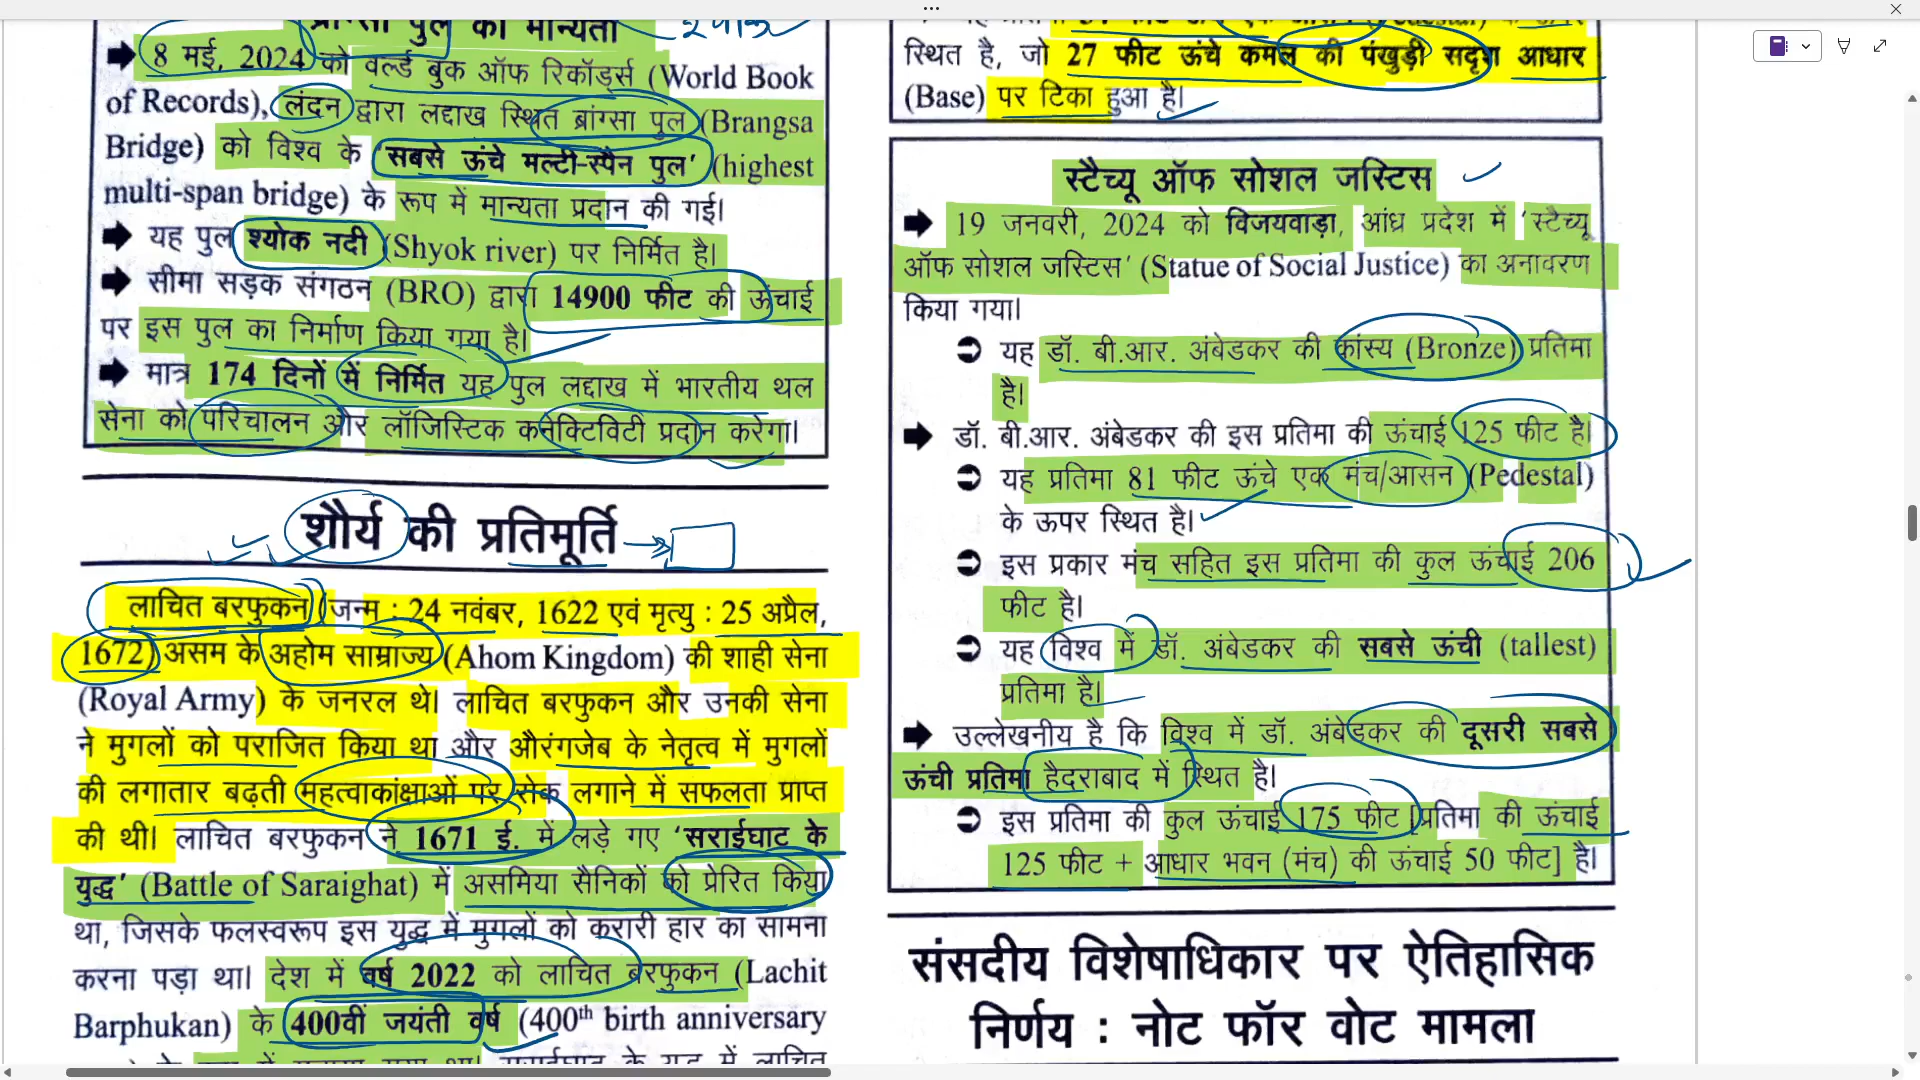 प्रांग्सा पुल को मान्यता
➡ 8 मई, 2024 को वर्ल्ड बुक ऑफ रिकॉर्ड्स (World Book
of Records), लंदन द्वारा लद्दाख स्थित ब्रांग्सा पुल (Brangsa
Bridge) को विश्व के 'सबसे ऊंचे मल्टी-स्पैन पुल' (highest
multi-span bridge) के रूप में मान्यता प्रदान की गई।
➡ यह पुल श्योक नदी (Shyok river) पर निर्मित है।
➡ सीमा सड़क संगठन (BRO) द्वारा 14900 फीट की ऊंचाई
पर इस पुल का निर्माण किया गया है।
➡ मात्र 174 दिनों में निर्मित यह पुल लद्दाख में भारतीय थल
सेना को परिचालन और लॉजिस्टिक कनेक्टिविटी प्रदान करेगा।
शौर्य की प्रतिमूर्ति
लाचित बरफुकन (जन्म : 24 नवंबर, 1622 एवं मृत्यु : 25 अप्रैल,
1672) असम के अहोम साम्राज्य (Ahom Kingdom) की शाही सेना
(Royal Army) के जनरल थे। लाचित बरफुकन और उनकी सेना
ने मुगलों को पराजित किया था और औरंगजेब के नेतृत्व में मुगलों
की लगातार बढ़ती महत्वाकांक्षाओं पर रोक लगाने में सफलता प्राप्त
की थी। लाचित बरफुकन ने 1671 ई. में लड़े गए 'सराईघाट के
युद्ध' (Battle of Saraighat) में असमिया सैनिकों को प्रेरित किया
था, जिसके फलस्वरूप इस युद्ध में मुगलों को करारी हार का सामना
करना पड़ा था। देश में वर्ष 2022 को लाचित बरफुकन (Lachit
Barphukan) के 400वीं जयंती वर्ष (400th birth anniversary
स्थित है, जो 27 फीट ऊंचे कमल की पंखुड़ी सदृश आधार
(Base) पर टिका हुआ है।
स्टैच्यू ऑफ सोशल जस्टिस
➡ 19 जनवरी, 2024 को विजयवाड़ा, आंध्र प्रदेश में 'स्टैच्यू
ऑफ सोशल जस्टिस' (Statue of Social Justice) का अनावरण
किया गया।
⮊ यह डॉ. बी.आर. अंबेडकर की कांस्य (Bronze) प्रतिमा
है।
➡ डॉ. बी.आर. अंबेडकर की इस प्रतिमा की ऊंचाई 125 फीट है।
⮊ यह प्रतिमा 81 फीट ऊंचे एक मंच/आसन (Pedestal)
के ऊपर स्थित है।
⮊ इस प्रकार मंच सहित इस प्रतिमा की कुल ऊंचाई 206
फीट है।
⮊ यह विश्व में डॉ. अंबेडकर की सबसे ऊंची (tallest)
प्रतिमा है।
➡ उल्लेखनीय है कि विश्व में डॉ. अंबेडकर की दूसरी सबसे
ऊंची प्रतिमा हैदराबाद में स्थित है।
⮊ इस प्रतिमा की कुल ऊंचाई 175 फीट [प्रतिमा की ऊंचाई
125 फीट + आधार भवन (मंच) की ऊंचाई 50 फीट] है।
संसदीय विशेषाधिकार पर ऐतिहासिक
निर्णय : नोट फॉर वोट मामला